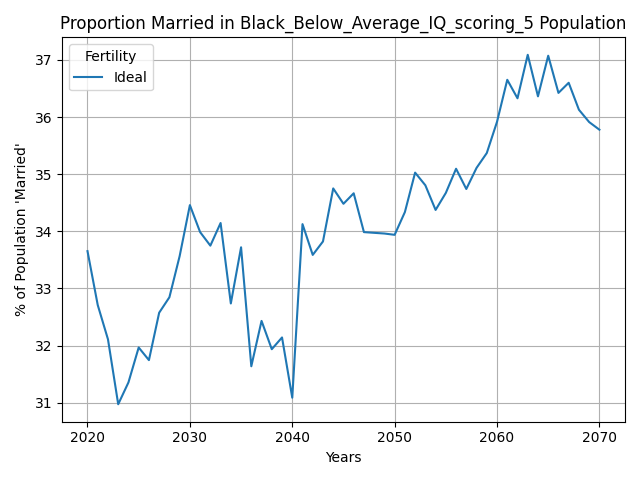 Proportion Married in Black_Below_Average_IQ_scoring_5 Population
Fertility
Ideal
% of Population 'Married'
37
36
35
34
33
32
31
2020 2030 2040 2050 2060 2070
Years